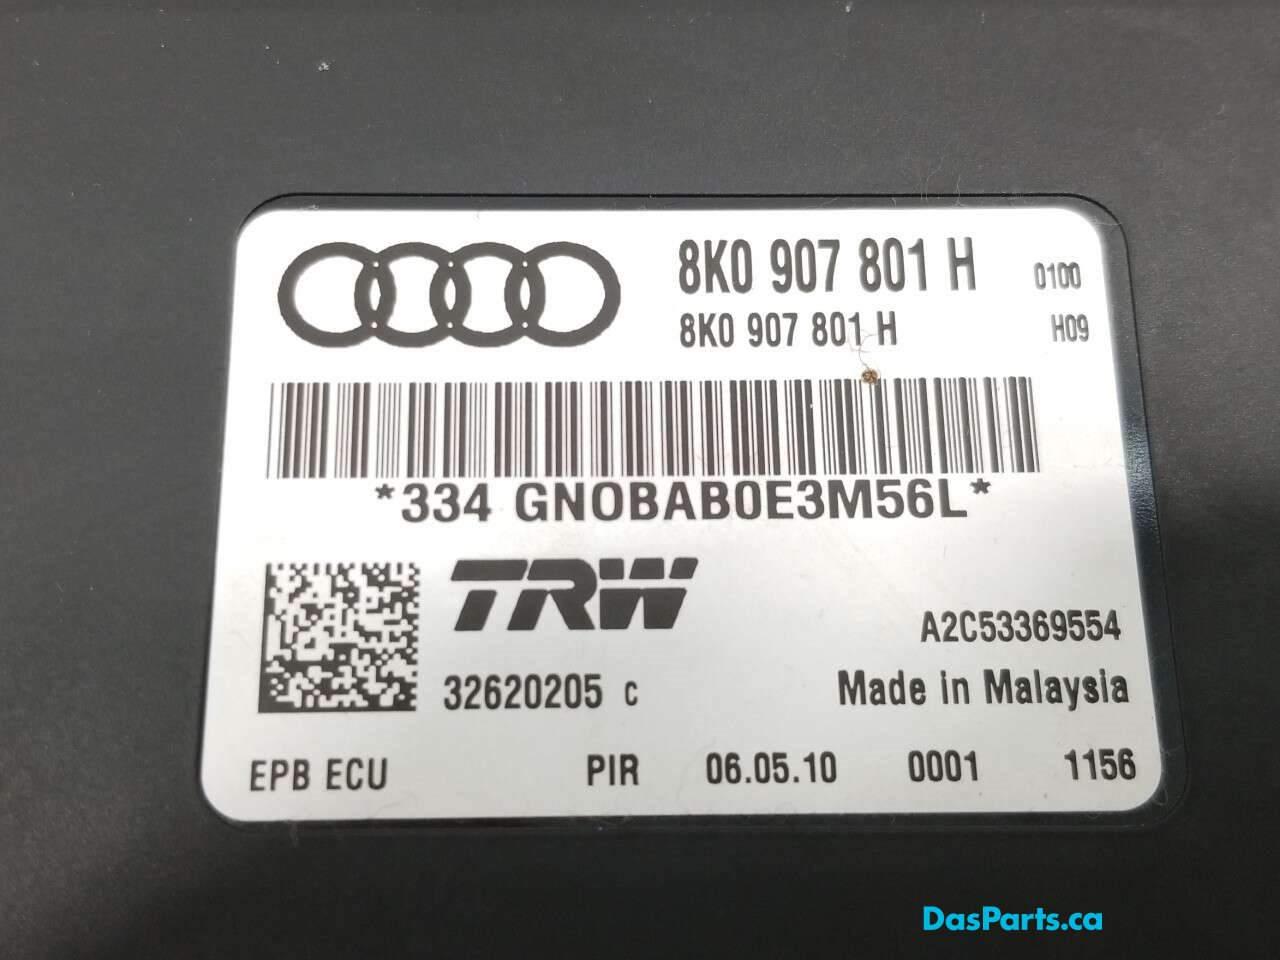 8K0 907 801 H 0100
8K0 907 801 H H09
*334 GNOBAB0E3M56L*
TRW
A2C53369554
32620205 C Made in Malaysia
EPB ECU PIR 06.05.10 0001 1156
DasParts.ca